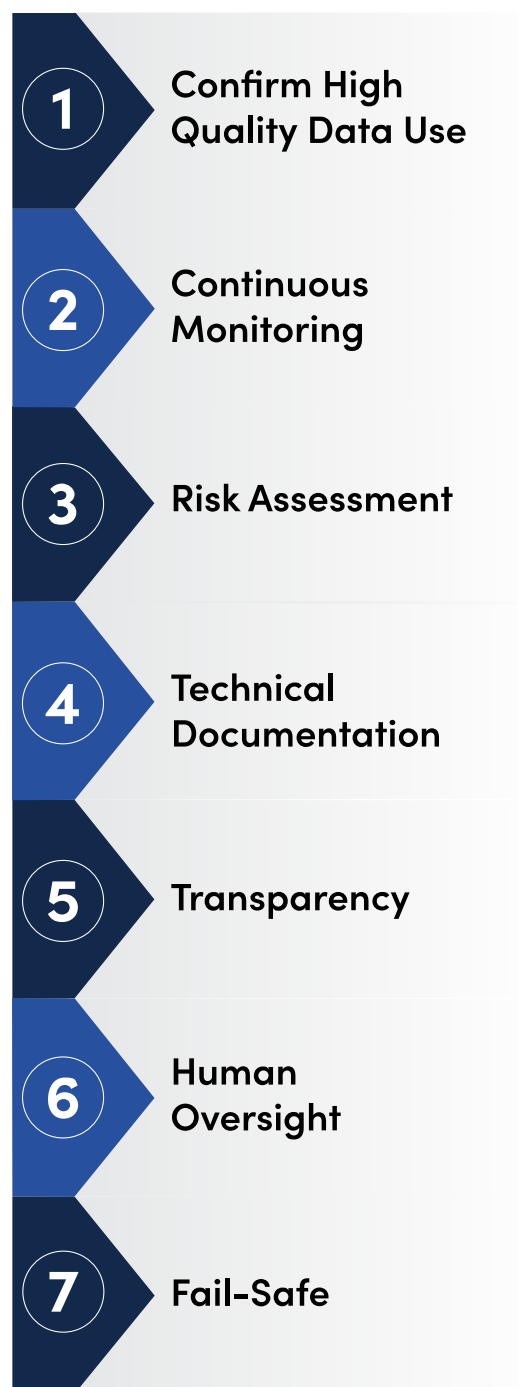 1
Confirm High
Quality Data Use
2
Continuous
Monitoring
3
Risk Assessment
4
Technical
Documentation
5
Transparency
6
Human
Oversight
7
Fail-Safe